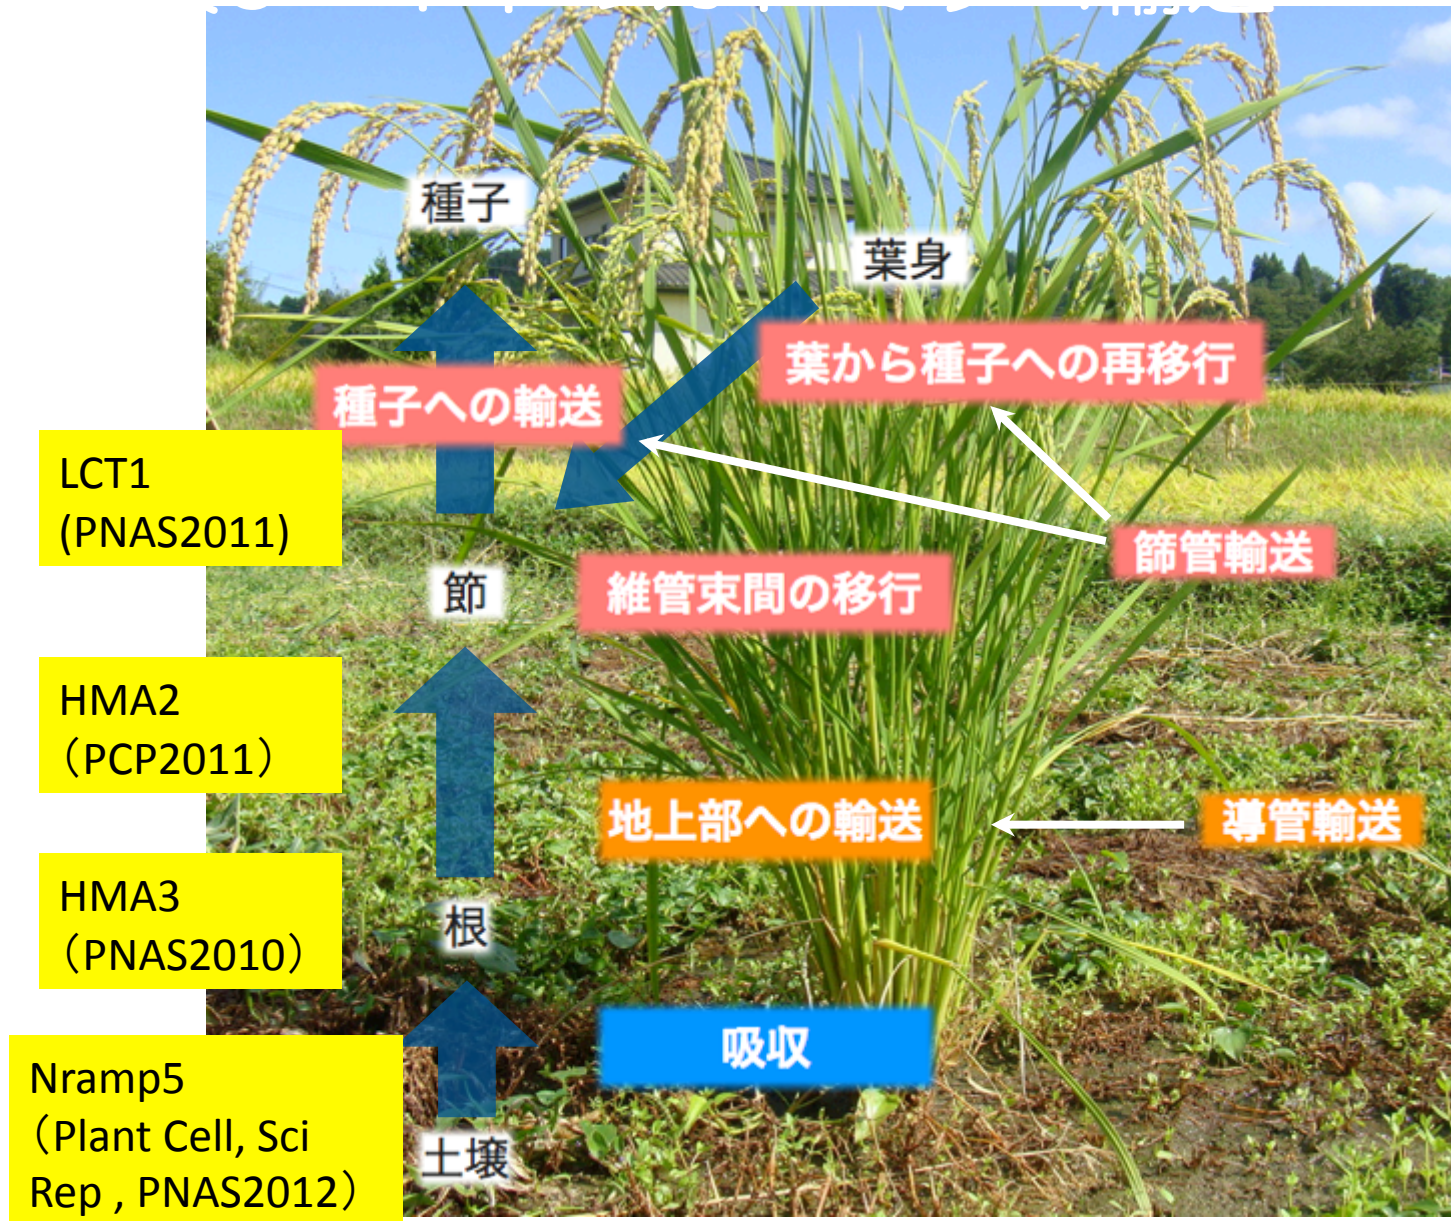 種子
葉身
葉から種子への再移行
種子への輸送
LCT1
(PNAS2011)
篩管輸送
節
維管束間の移行
HMA2
（PCP2011）
地上部への輸送
導管輸送
HMA3
（PNAS2010）
根
吸収
Nramp5
（Plant Cell, Sci
Rep , PNAS2012）
土壌